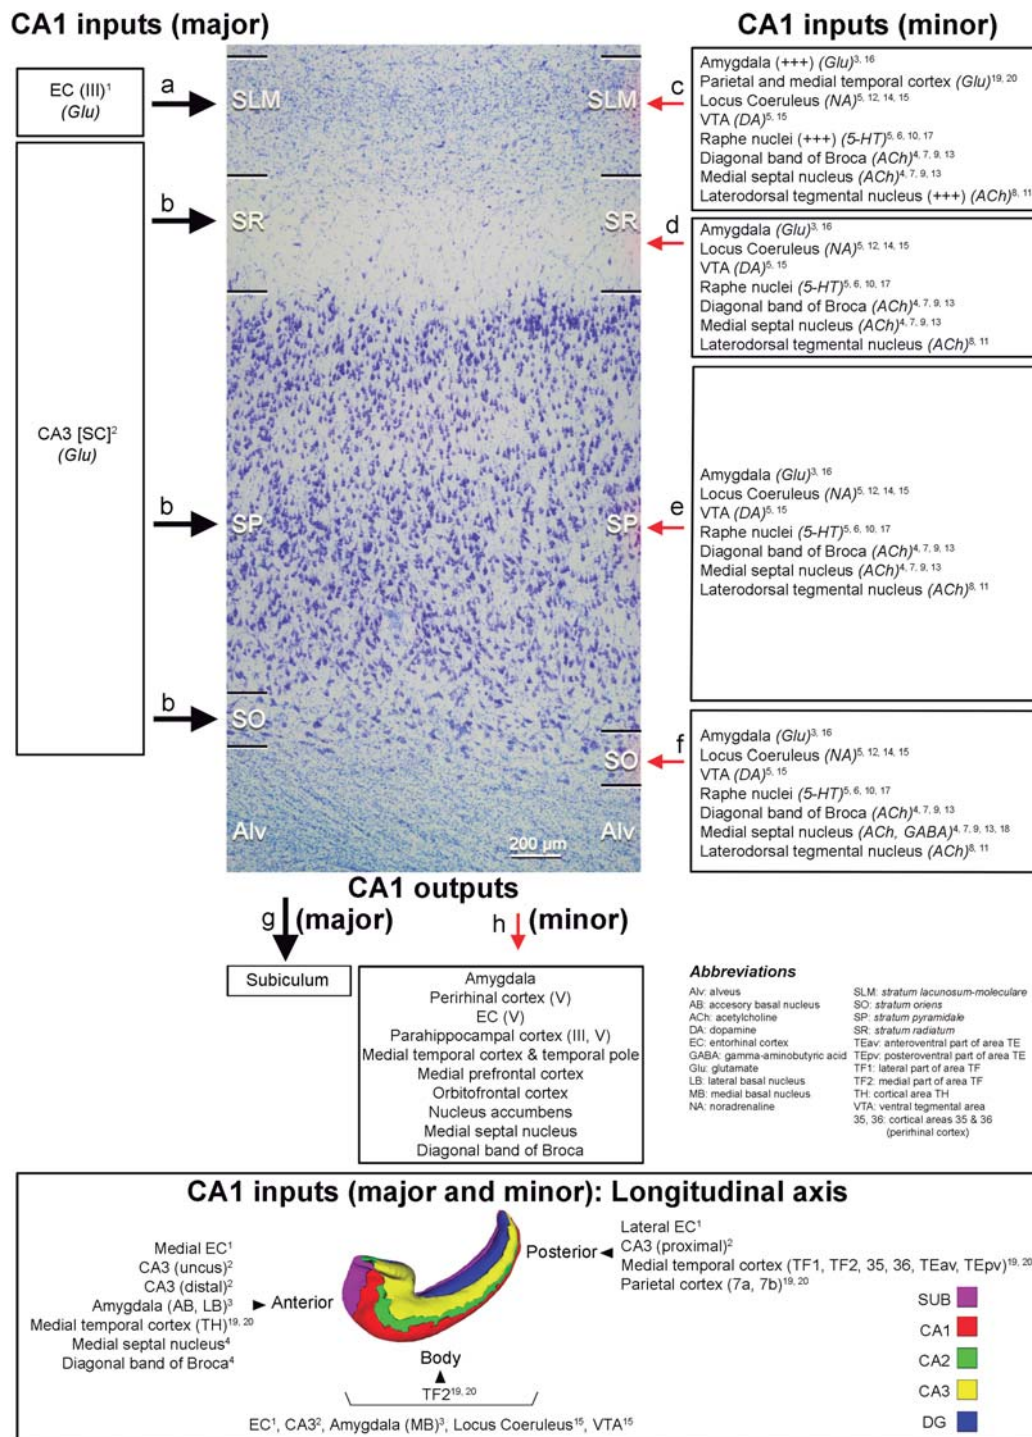 CA1 inputs (major)
CA1 inputs (minor)
EC (III)1
(Glu)
a
b
CA3 [SC]2
(Glu)
b
b
SLM
SR
SP
SO
Alv
SLM
SR
SP
SO
Alv
200 µm
c
Amygdala (+++) (Glu)3, 16
Parietal and medial temporal cortex (Glu)19, 20
Locus Coeruleus (NA)5, 12, 14, 15
VTA (DA)5, 15
Raphe nuclei (+++) (5-HT)5, 6, 10, 17
Diagonal band of Broca (ACh)4, 7, 9, 13
Medial septal nucleus (ACh)4, 7, 9, 13
Laterodorsal tegmental nucleus (+++) (ACh)8, 11
d
Amygdala (Glu)3, 16
Locus Coeruleus (NA)5, 12, 14, 15
VTA (DA)5, 15
Raphe nuclei (5-HT)5, 6, 10, 17
Diagonal band of Broca (ACh)4, 7, 9, 13
Medial septal nucleus (ACh)4, 7, 9, 13
Laterodorsal tegmental nucleus (ACh)8, 11
e
Amygdala (Glu)3, 16
Locus Coeruleus (NA)5, 12, 14, 15
VTA (DA)5, 15
Raphe nuclei (5-HT)5, 6, 10, 17
Diagonal band of Broca (ACh)4, 7, 9, 13
Medial septal nucleus (ACh)4, 7, 9, 13
Laterodorsal tegmental nucleus (ACh)8, 11
f
Amygdala (Glu)3, 16
Locus Coeruleus (NA)5, 12, 14, 15
VTA (DA)5, 15
Raphe nuclei (5-HT)5, 6, 10, 17
Diagonal band of Broca (ACh)4, 7, 9, 13
Medial septal nucleus (ACh, GABA)4, 7, 9, 13, 18
Laterodorsal tegmental nucleus (ACh)8, 11
CA1 outputs
g (major)
h (minor)
Subiculum
Amygdala
Perirhinal cortex (V)
EC (V)
Parahippocampal cortex (III, V)
Medial temporal cortex & temporal pole
Medial prefrontal cortex
Orbitofrontal cortex
Nucleus accumbens
Medial septal nucleus
Diagonal band of Broca
Abbreviations
Alv: alveus
AB: accesory basal nucleus
ACh: acetylcholine
DA: dopamine
EC: entorhinal cortex
GABA: gamma-aminobutyric acid
Glu: glutamate
LB: lateral basal nucleus
MB: medial basal nucleus
NA: noradrenaline
SLM: stratum lacunosum-moleculare
SO: stratum oriens
SP: stratum pyramidale
SR: stratum radiatum
TEav: anteroventral part of area TE
TEpv: posteroventral part of area TE
TF1: lateral part of area TF
TF2: medial part of area TF
TH: cortical area TH
VTA: ventral tegmental area
35, 36: cortical areas 35 & 36
(perirhinal cortex)
CA1 inputs (major and minor): Longitudinal axis
Medial EC1
CA3 (uncus)2
CA3 (distal)2
Amygdala (AB, LB)3
Medial temporal cortex (TH)19, 20
Medial septal nucleus4
Diagonal band of Broca4
Anterior
Posterior
Lateral EC1
CA3 (proximal)2
Medial temporal cortex (TF1, TF2, 35, 36, TEav, TEpv)19, 20
Parietal cortex (7a, 7b)19, 20
Body
TF219, 20
EC1, CA32, Amygdala (MB)3, Locus Coeruleus15, VTA15
SUB
CA1
CA2
CA3
DG